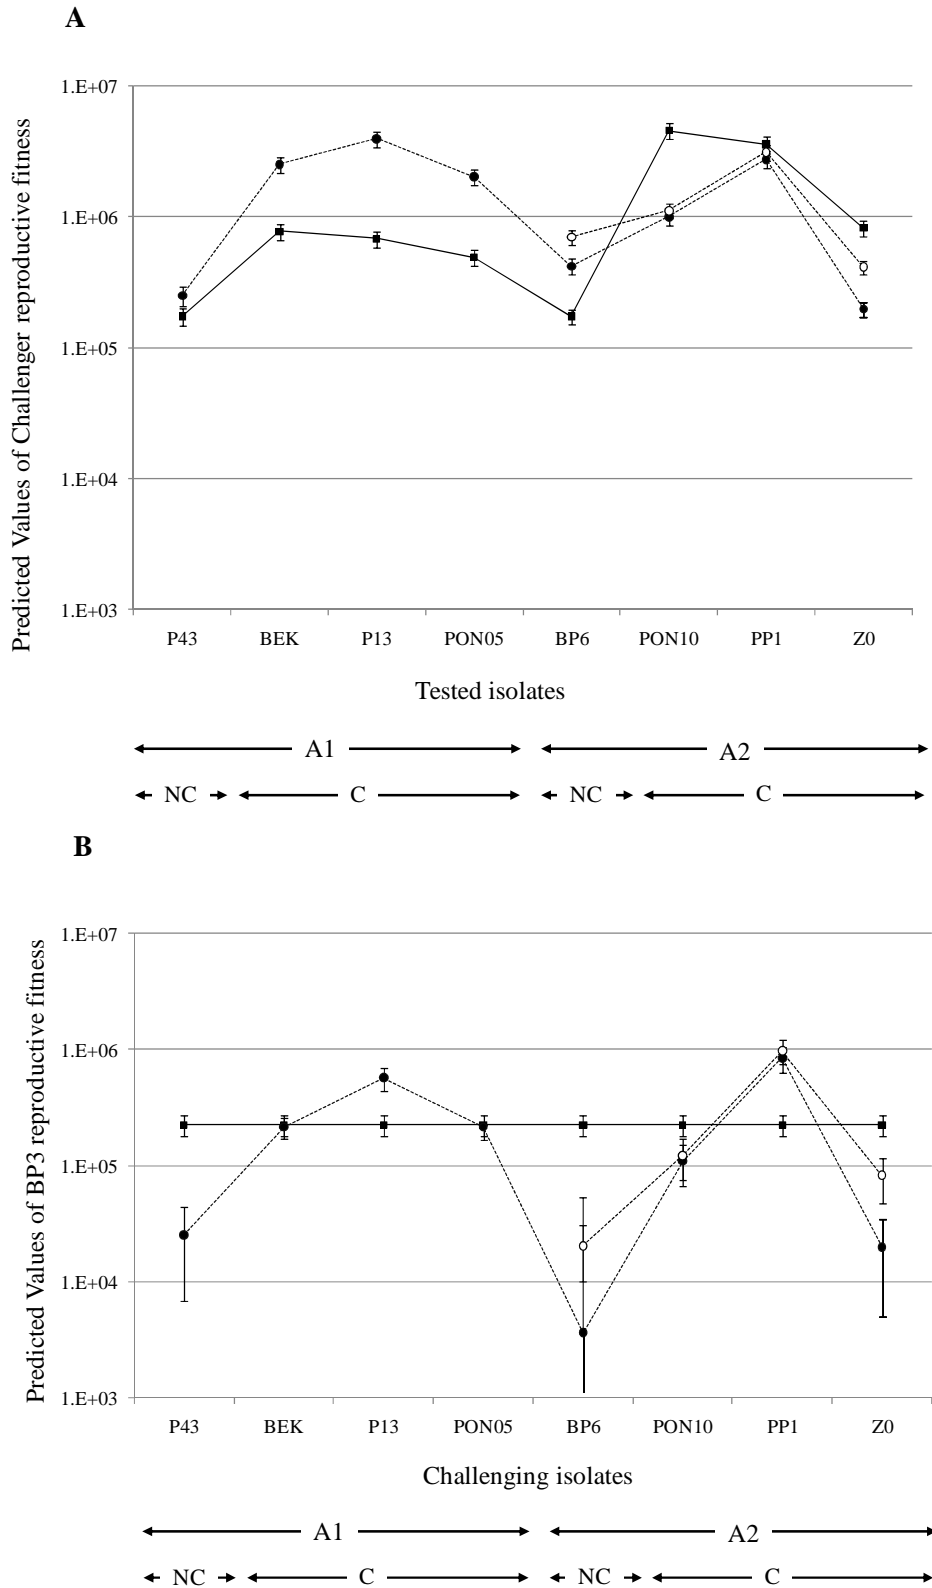 A
Predicted Values of Challenger reproductive fitness
1.E+07
1.E+06
1.E+05
1.E+04
1.E+03
P43 BEK P13 PON05 BP6 PON10 PP1 Z0
Tested isolates
A1 A2
NC C NC C
B
Predicted Values of BP3 reproductive fitness
1.E+07
1.E+06
1.E+05
1.E+04
1.E+03
P43 BEK P13 PON05 BP6 PON10 PP1 Z0
Challenging isolates
A1 A2
NC C NC C